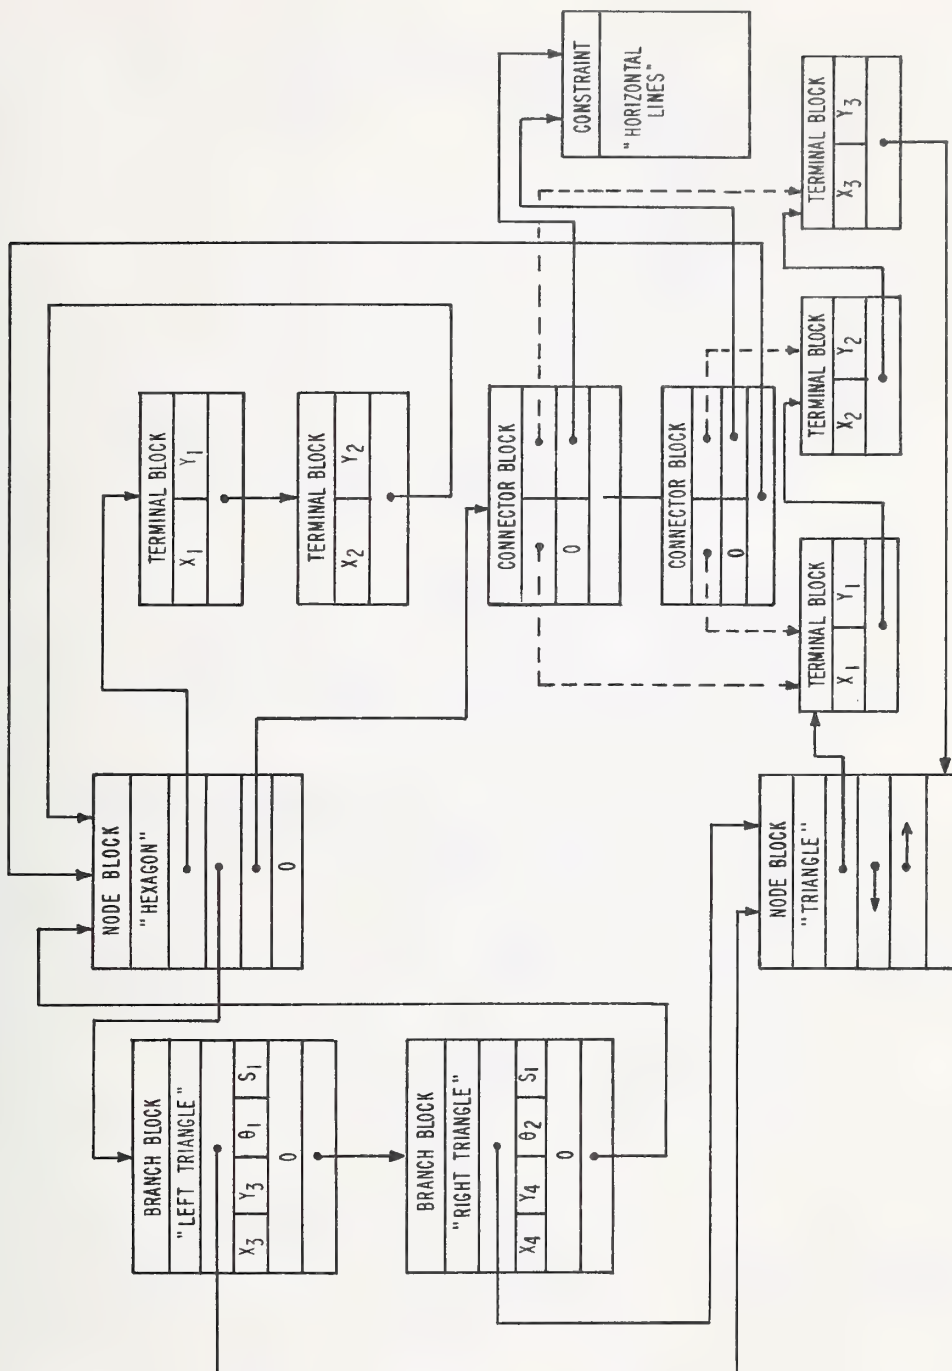 BRANCH BLOCK
"LEFT TRIANGLE"
X3 Y3 θ1 S1
0
BRANCH BLOCK
"RIGHT TRIANGLE"
X4 Y4 θ2 S1
0
NODE BLOCK
"HEXAGON"
0
NODE BLOCK
"TRIANGLE"
TERMINAL BLOCK
X1 Y1
TERMINAL BLOCK
X2 Y2
CONNECTOR BLOCK
0
CONNECTOR BLOCK
0
TERMINAL BLOCK
X1 Y1
TERMINAL BLOCK
X2 Y2
TERMINAL BLOCK
X3 Y3
CONSTRAINT
"HORIZONTAL
LINES"